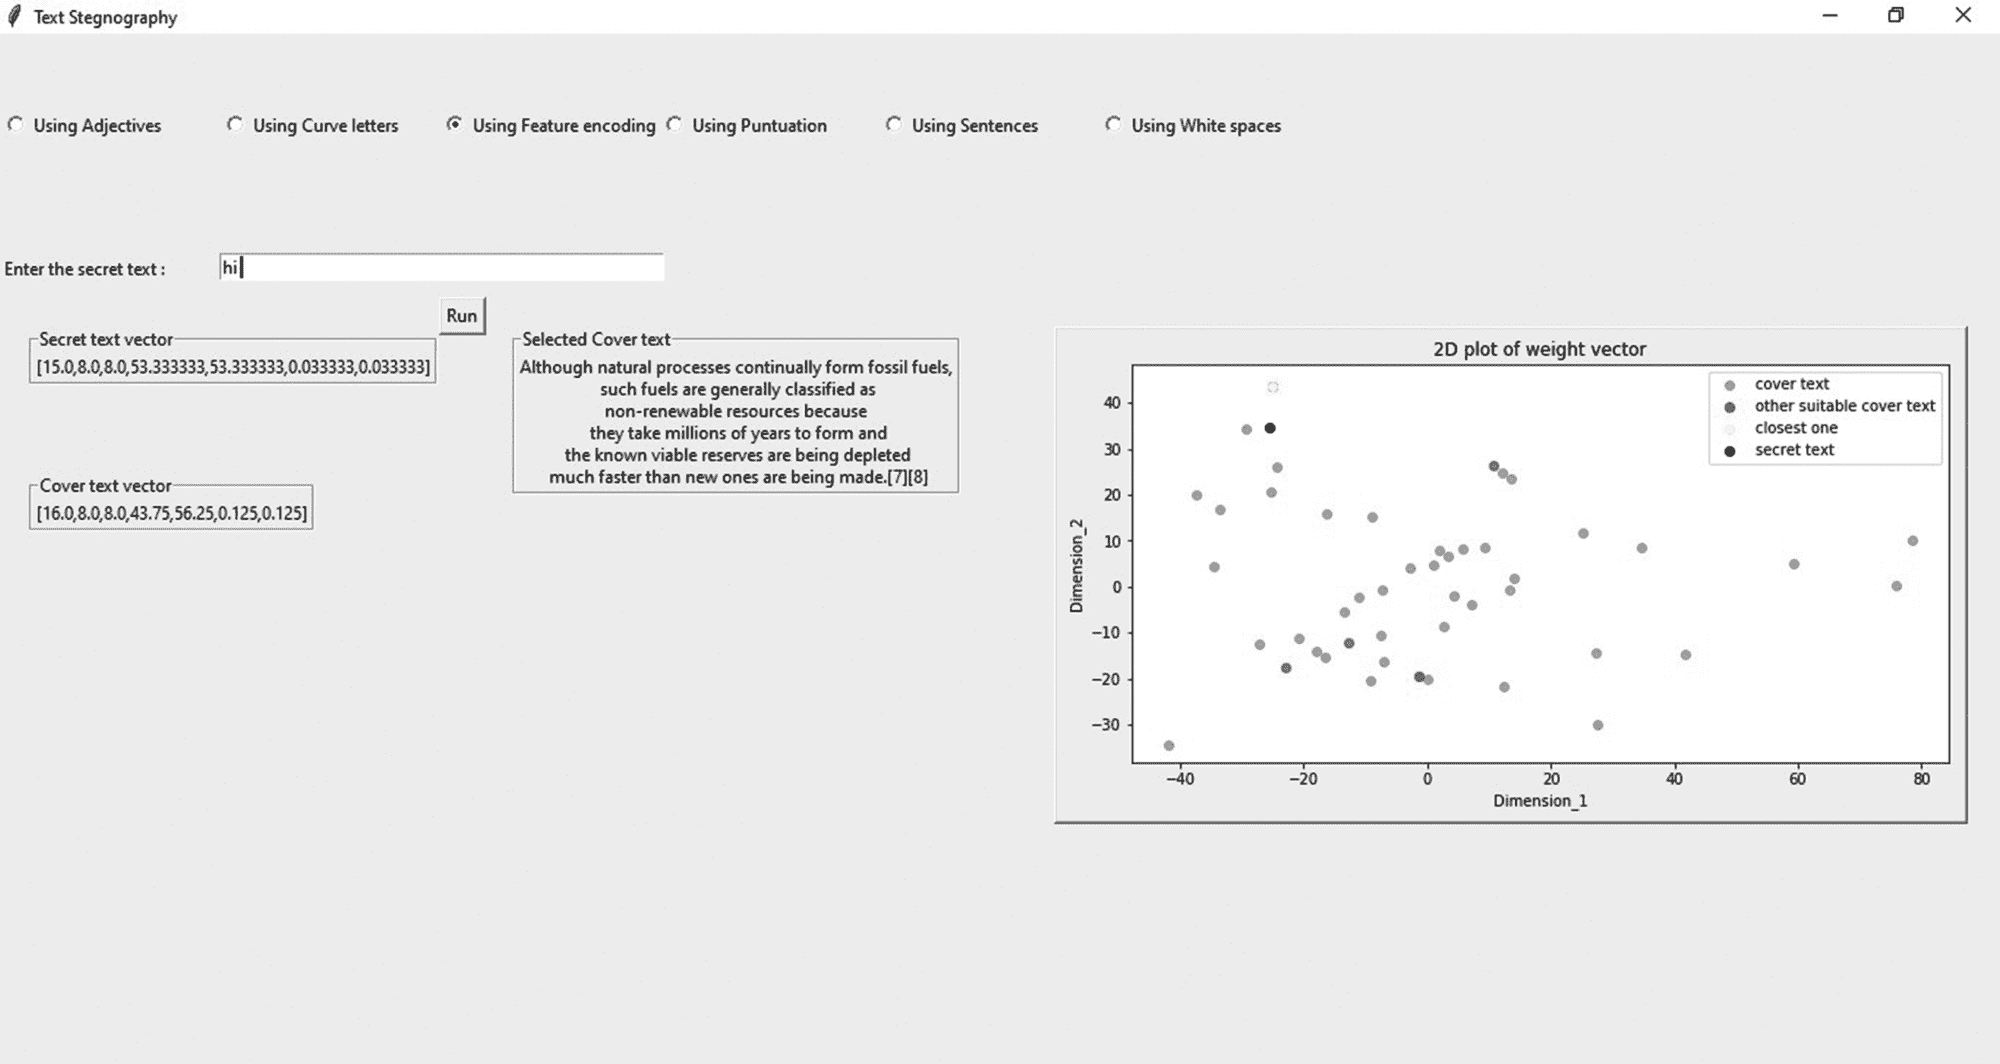 Text Stegnography
Using Adjectives
Using Curve letters
Using Feature encoding
Using Puntuation
Using Sentences
Using White spaces
Enter the secret text :
hi
Run
Secret text vector
[15.0,8.0,8.0,53.333333,53.333333,0.033333,0.033333]
Cover text vector
[16.0,8.0,8.0,43.75,56.25,0.125,0.125]
Selected Cover text
Although natural processes continually form fossil fuels,
such fuels are generally classified as
non-renewable resources because
they take millions of years to form and
the known viable reserves are being depleted
much faster than new ones are being made.[7][8]
2D plot of weight vector
cover text
other suitable cover text
closest one
secret text
Dimension_2
40
30
20
10
0
−10
−20
−30
−40
−20
0
20
40
60
80
Dimension_1